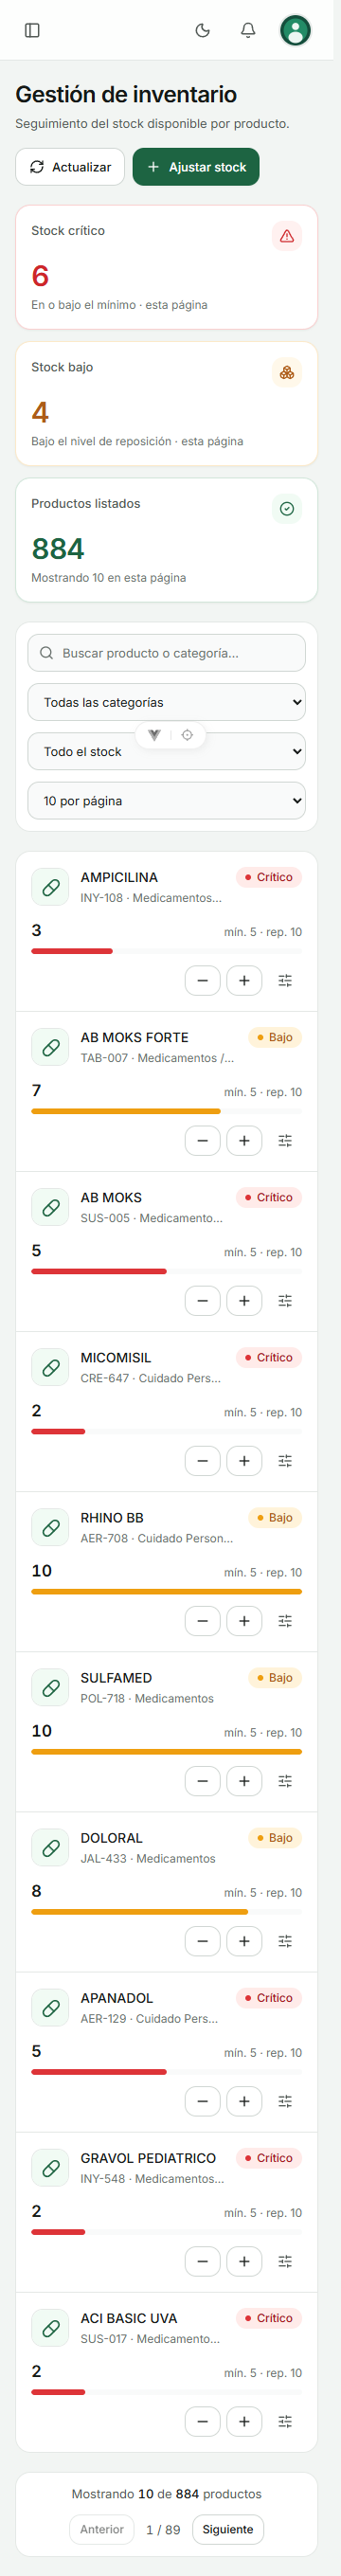 Gestión de inventario
Seguimiento del stock disponible por producto.
Actualizar
Ajustar stock
Stock crítico
6
En o bajo el mínimo · esta página
Stock bajo
4
Bajo el nivel de reposición · esta página
Productos listados
884
Mostrando 10 en esta página
Buscar producto o categoría...
Todas las categorías
Todo el stock
10 por página
AMPICILINA
Crítico
INY-108 · Medicamentos...
3
mín. 5 · rep. 10
AB MOKS FORTE
Bajo
TAB-007 · Medicamentos /...
7
mín. 5 · rep. 10
AB MOKS
Crítico
SUS-005 · Medicamento...
5
mín. 5 · rep. 10
MICOMISIL
Crítico
CRE-647 · Cuidado Pers...
2
mín. 5 · rep. 10
RHINO BB
Bajo
AER-708 · Cuidado Person...
10
mín. 5 · rep. 10
SULFAMED
Bajo
POL-718 · Medicamentos
10
mín. 5 · rep. 10
DOLORAL
Bajo
JAL-433 · Medicamentos
8
mín. 5 · rep. 10
APANADOL
Crítico
AER-129 · Cuidado Pers...
5
mín. 5 · rep. 10
GRAVOL PEDIATRICO
Crítico
INY-548 · Medicamentos...
2
mín. 5 · rep. 10
ACI BASIC UVA
Crítico
SUS-017 · Medicamento...
2
mín. 5 · rep. 10
Mostrando 10 de 884 productos
Anterior
1 / 89
Siguiente